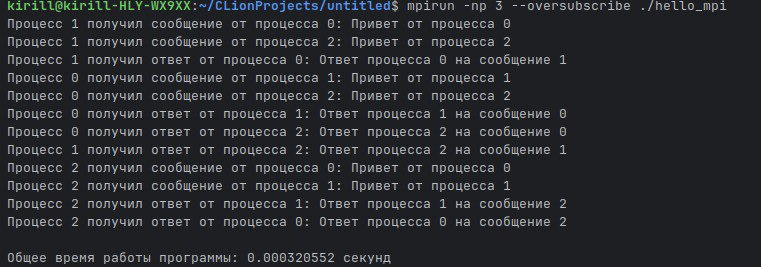 kirill@kirill-HLY-WX9XX:~/CLionProjects/untitled$ mpirun -np 3 --oversubscribe ./hello_mpi
Процесс 1 получил сообщение от процесса 0: Привет от процесса 0
Процесс 1 получил сообщение от процесса 2: Привет от процесса 2
Процесс 1 получил ответ от процесса 0: Ответ процесса 0 на сообщение 1
Процесс 0 получил сообщение от процесса 1: Привет от процесса 1
Процесс 0 получил сообщение от процесса 2: Привет от процесса 2
Процесс 0 получил ответ от процесса 1: Ответ процесса 1 на сообщение 0
Процесс 0 получил ответ от процесса 2: Ответ процесса 2 на сообщение 0
Процесс 1 получил ответ от процесса 2: Ответ процесса 2 на сообщение 1
Процесс 2 получил сообщение от процесса 0: Привет от процесса 0
Процесс 2 получил сообщение от процесса 1: Привет от процесса 1
Процесс 2 получил ответ от процесса 1: Ответ процесса 1 на сообщение 2
Процесс 2 получил ответ от процесса 0: Ответ процесса 0 на сообщение 2
Общее время работы программы: 0.000320552 секунд